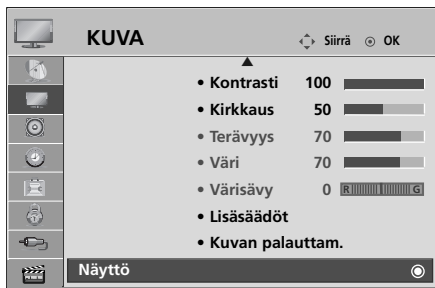 KUVA Siirrä OK
• Kontrasti 100
• Kirkkaus 50
• Terävyys 70
• Väri 70
• Värisävy 0 R G
• Lisäsäädöt
• Kuvan palauttam.
Näyttö